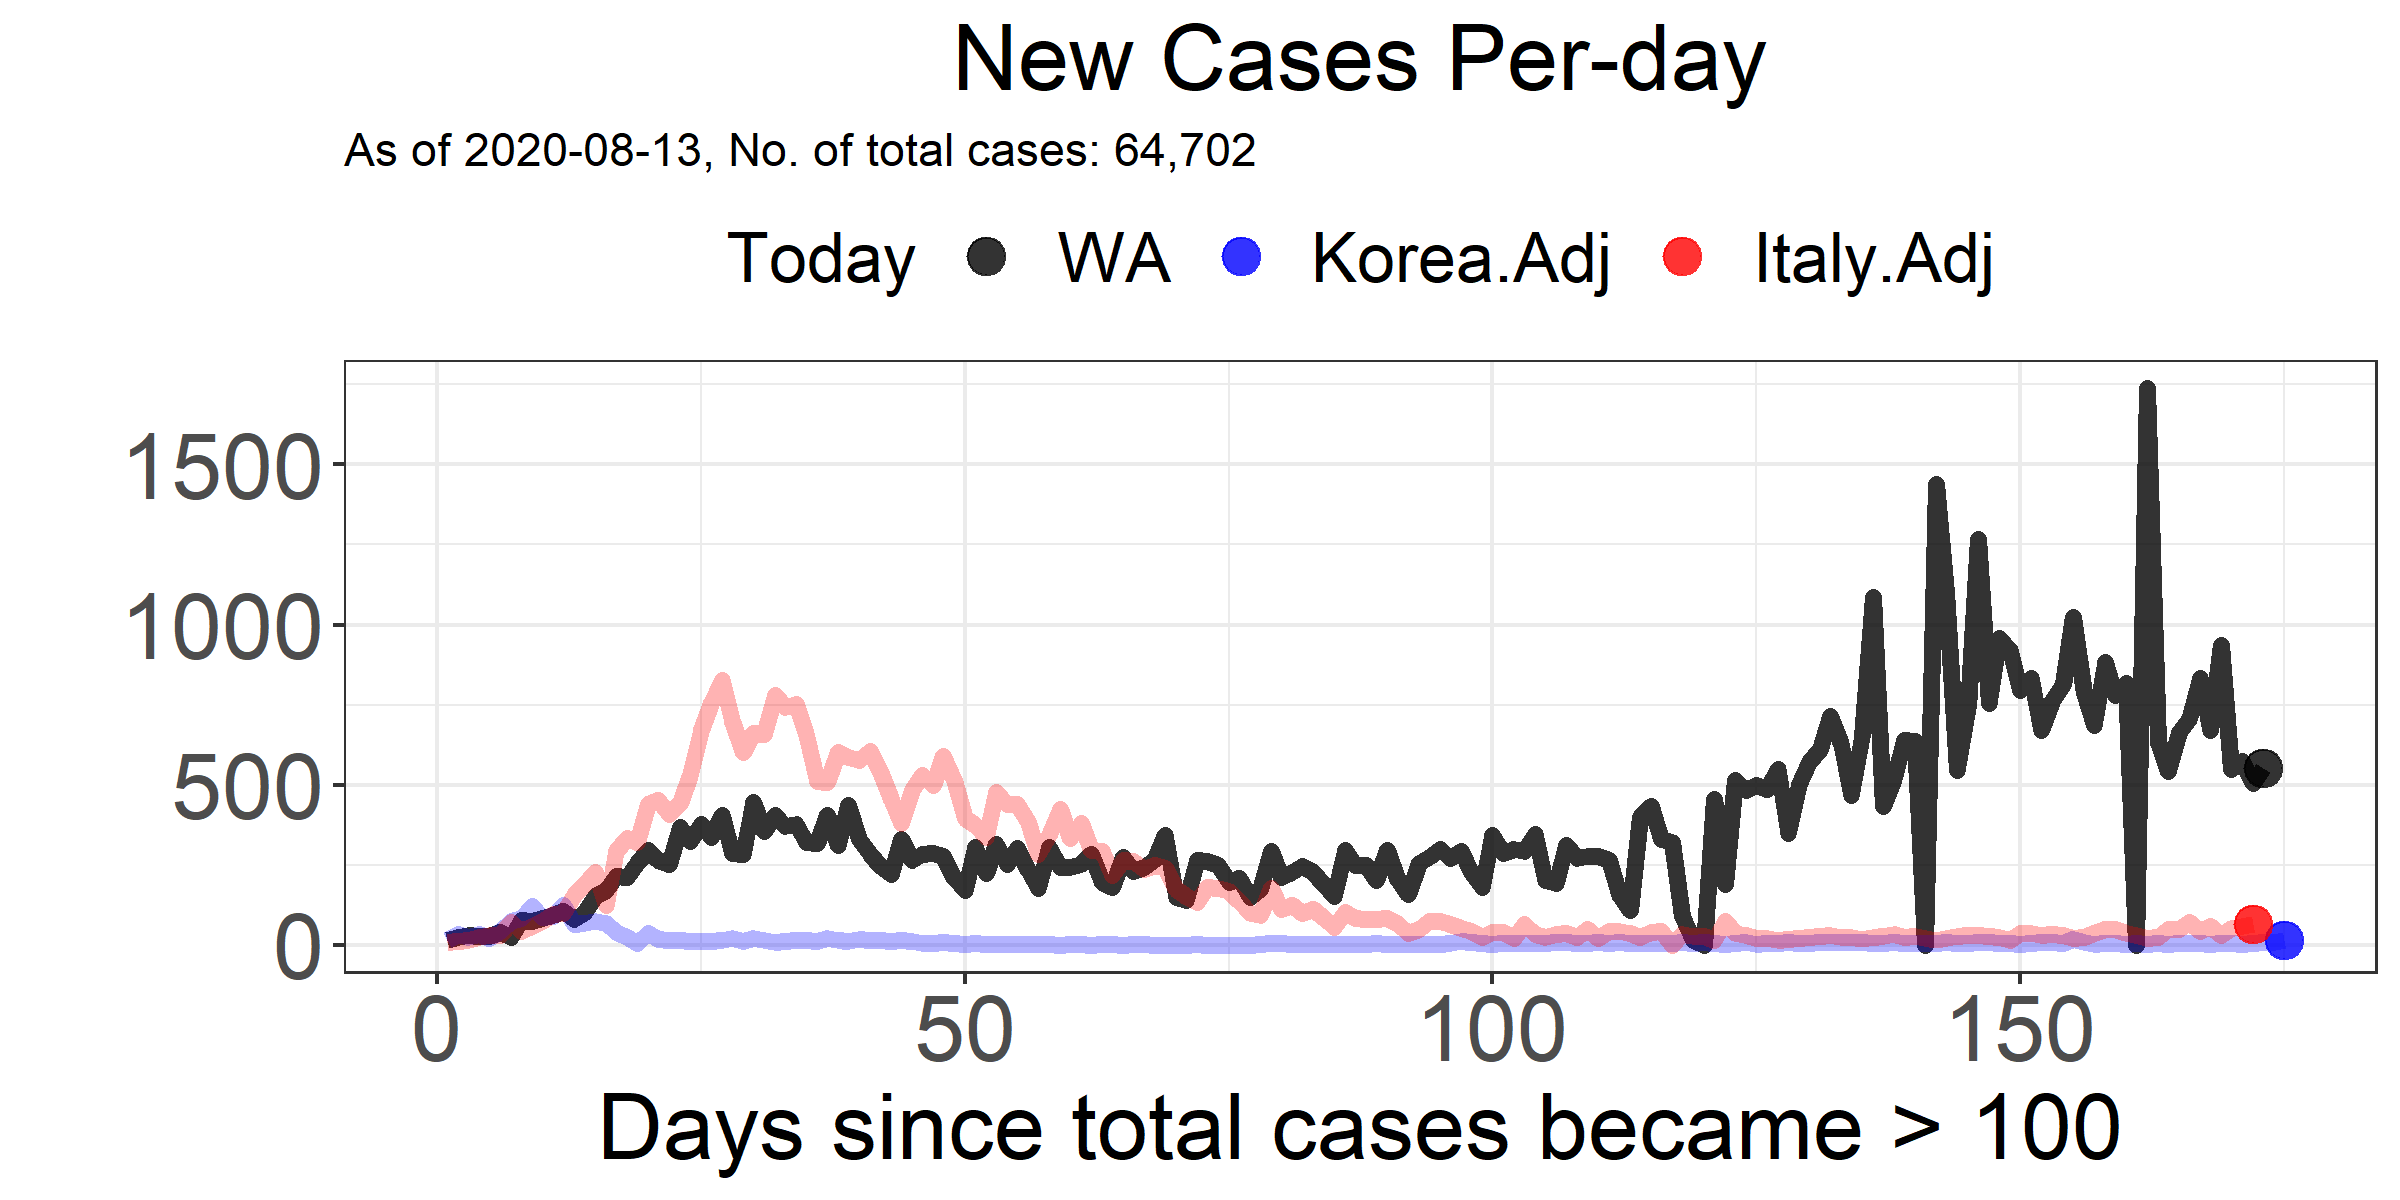 New Cases Per-day
As of 2020-08-13, No. of total cases: 64,702
Today WA Korea.Adj Italy.Adj
1500
1000
500
0
0 50 100 150
Days since total cases became > 100